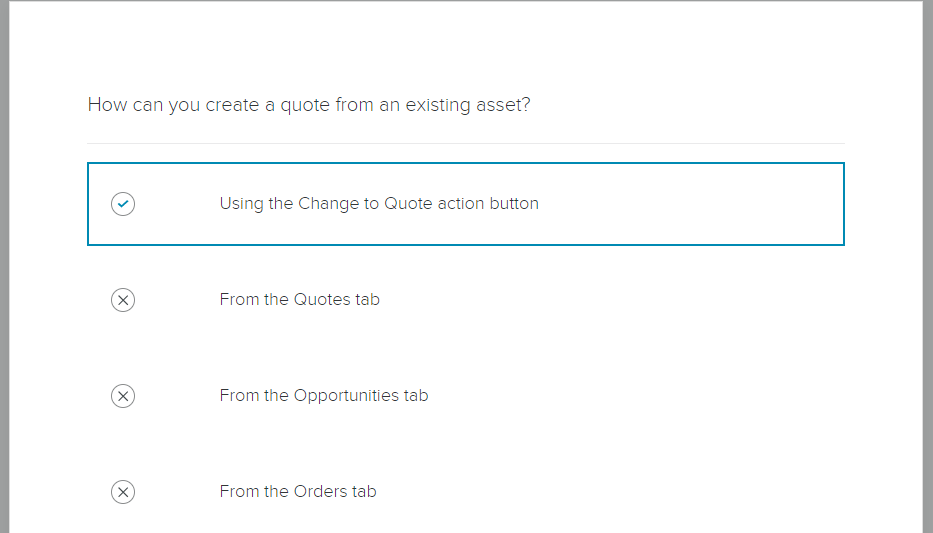 How can you create a quote from an existing asset?
Using the Change to Quote action button
From the Quotes tab
From the Opportunities tab
From the Orders tab